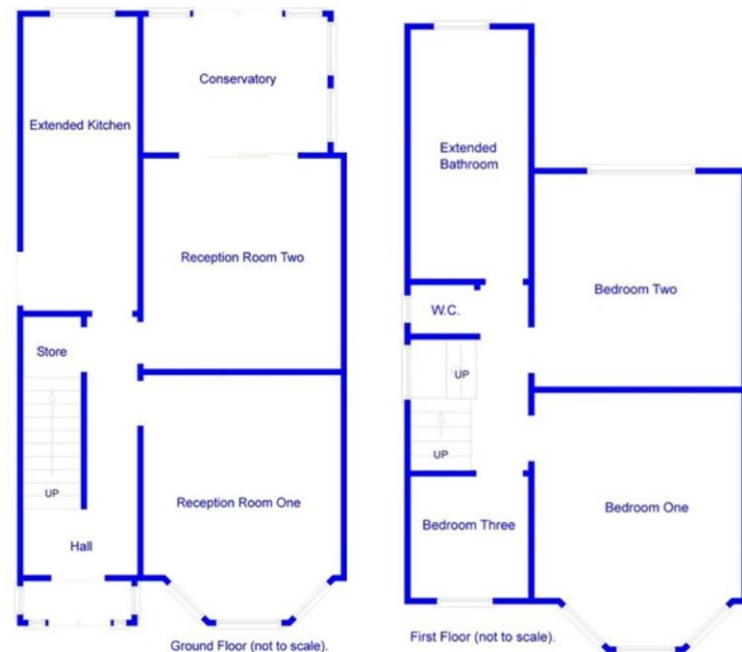 Conservatory
Extended Kitchen
Reception Room Two
Store
UP
Reception Room One
Hall
Ground Floor (not to scale).
Extended
Bathroom
Bedroom Two
W.C.
UP
UP
Bedroom One
Bedroom Three
First Floor (not to scale).